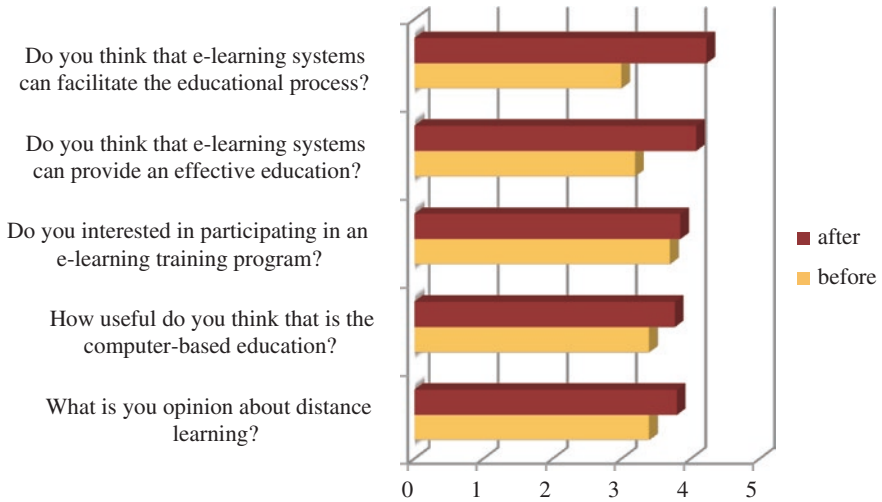 Do you think that e-learning systems
can facilitate the educational process?
Do you think that e-learning systems
can provide an effective education?
Do you interested in participating in an
e-learning training program?
How useful do you think that is the
computer-based education?
What is you opinion about distance
learning?
after
before
0 1 2 3 4 5